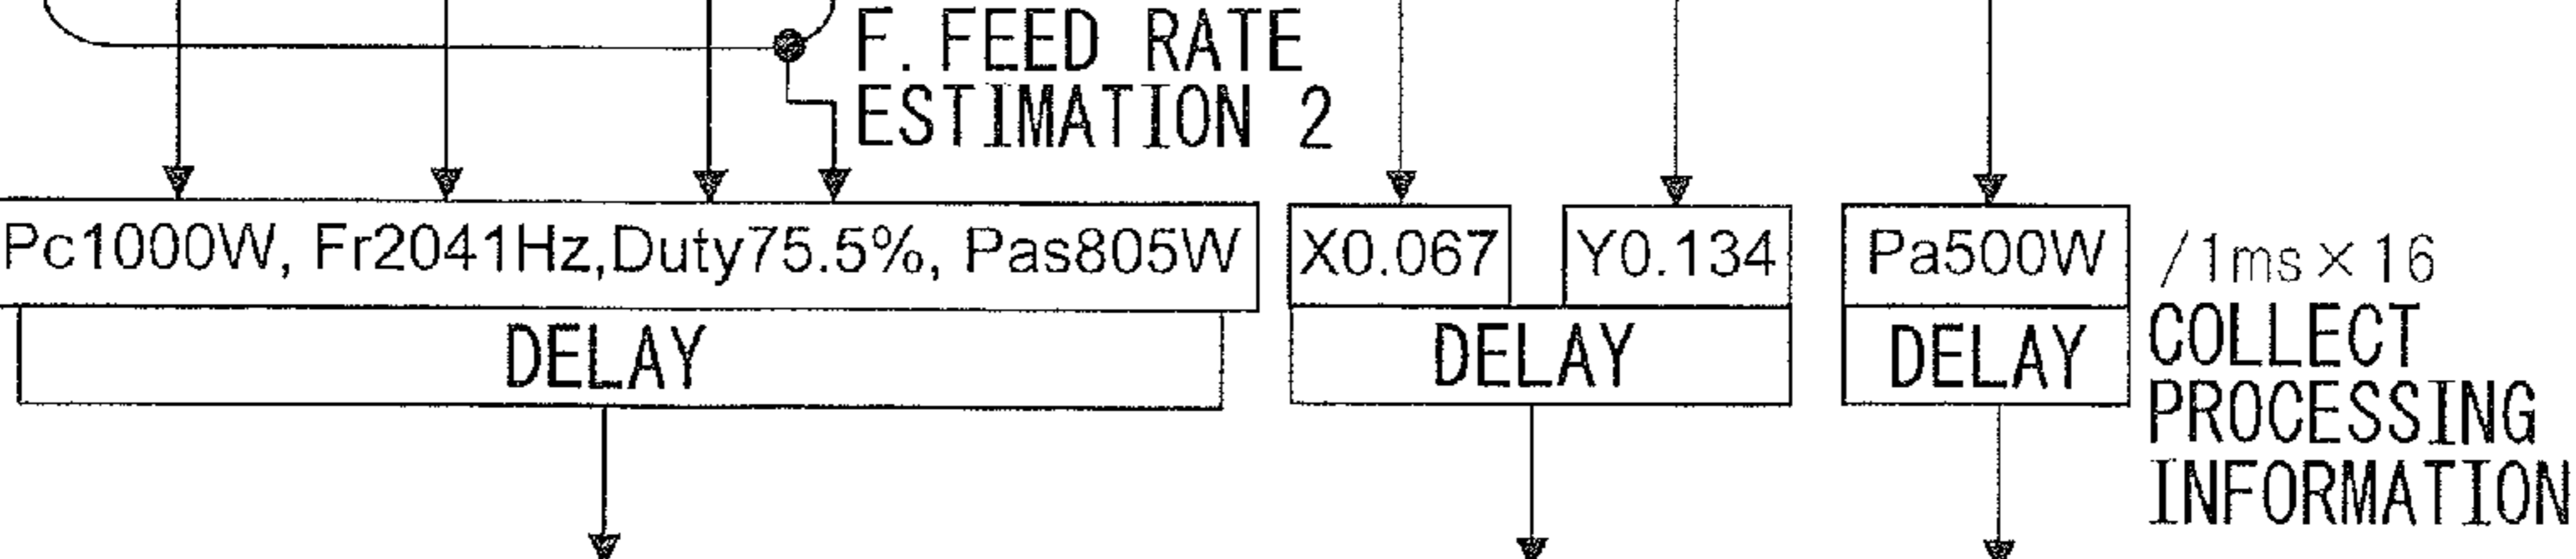 F. FEED RATE
ESTIMATION 2
Pc1000W, Fr2041Hz,Duty75.5%, Pas805W
X0.067
Y0.134
Pa500W
/1ms×16
DELAY
DELAY
DELAY
COLLECT
PROCESSING
INFORMATION